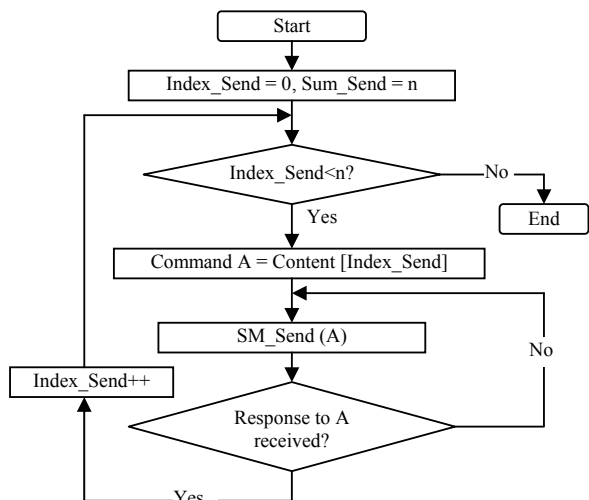 Start
Index_Send = 0, Sum_Send = n
Index_Send<n?
No
End
Yes
Command A = Content [Index_Send]
SM_Send (A)
No
Index_Send++
Response to A
received?
Yes